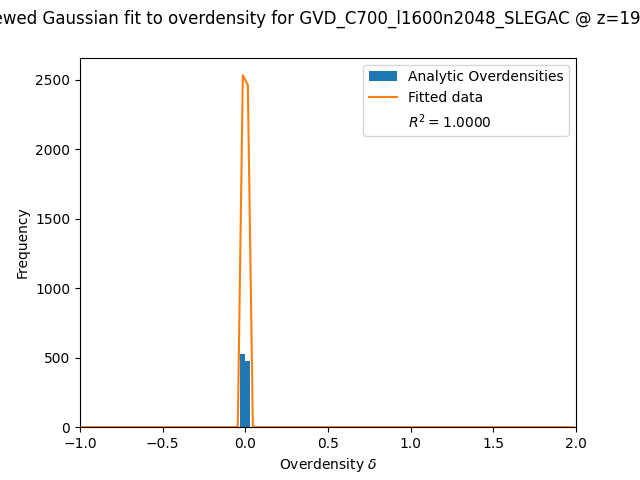 ewed Gaussian fit to overdensity for GVD_C700_l1600n2048_SLEGAC @ z=19
Analytic Overdensities
Fitted data
R² = 1.0000
2500
2000
1500
1000
500
0
Frequency
−1.0 −0.5 0.0 0.5 1.0 1.5 2.0
Overdensity δ